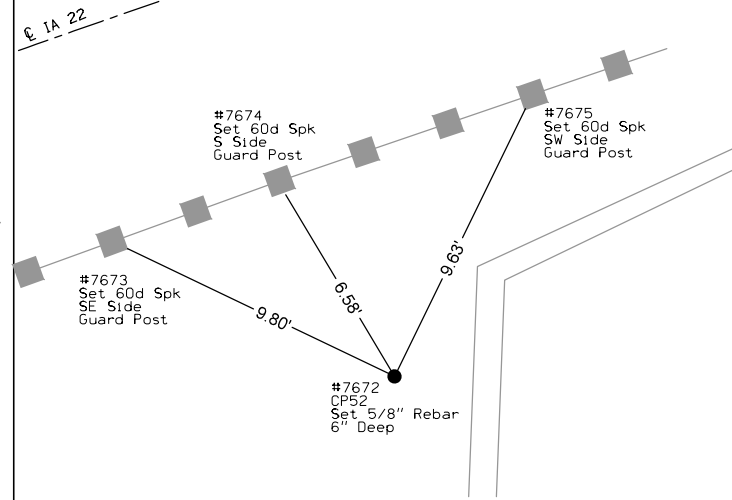 ℄ IA 22
#7674
Set 60d Spk
S Side
Guard Post
#7675
Set 60d Spk
SW Side
Guard Post
#7673
Set 60d Spk
SE Side
Guard Post
9.80'
6.58'
9.63'
#7672
CP52
Set 5/8" Rebar
6" Deep